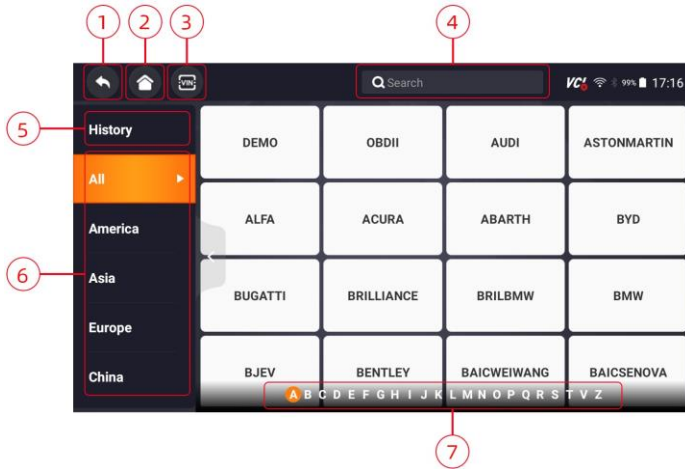 1 2 3 4
VIN Search VCI 99% 17:16
5 History
DEMO OBDII AUDI ASTONMARTIN
All
ALFA ACURA ABARTH BYD
America
6 Asia
BUGATTI BRILLIANCE BRILBMW BMW
Europe
China
BJEV BENTLEY BAICWEIWANG BAICSENOVA
A B C D E F G H I J K L M N O P Q R S T V Z
7